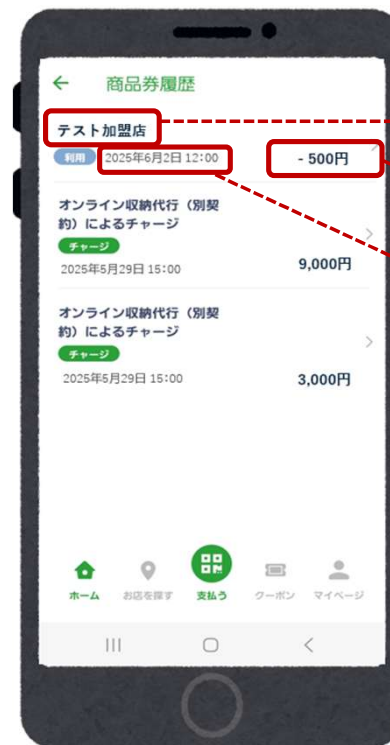 商品券履歴
テスト加盟店
利用 2025年6月2日 12:00 - 500円
オンライン収納代行（別契
約）によるチャージ
チャージ
2025年5月29日 15:00 9,000円
オンライン収納代行（別契
約）によるチャージ
チャージ
2025年5月29日 15:00 3,000円
ホーム お店を探す 支払う クーポン マイページ